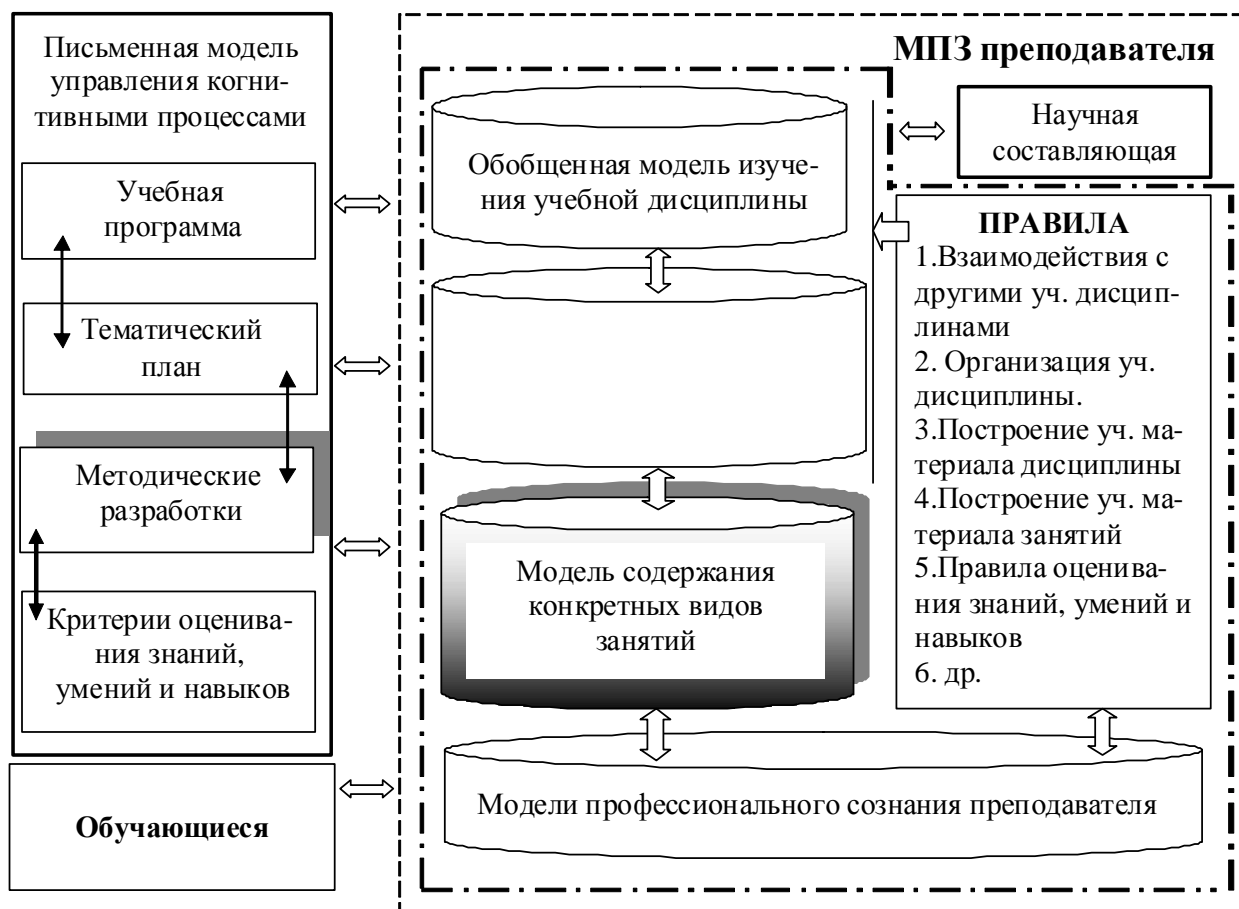 Письменная модель
управления когни-
тивными процессами
Учебная
программа
Тематический
план
Методические
разработки
Критерии оценива-
ния знаний,
умений и навыков
Обучающиеся
МПЗ преподавателя
Обобщенная модель изуче-
ния учебной дисциплины
Модель содержания
конкретных видов
занятий
Модели профессионального сознания преподавателя
Научная
составляющая
ПРАВИЛА
1.Взаимодействия с
другими уч. дисцип-
линами
2. Организация уч.
дисциплины.
3.Построение уч. ма-
териала дисциплины
4.Построение уч. ма-
териала занятий
5.Правила оценива-
ния знаний, умений и
навыков
6. др.